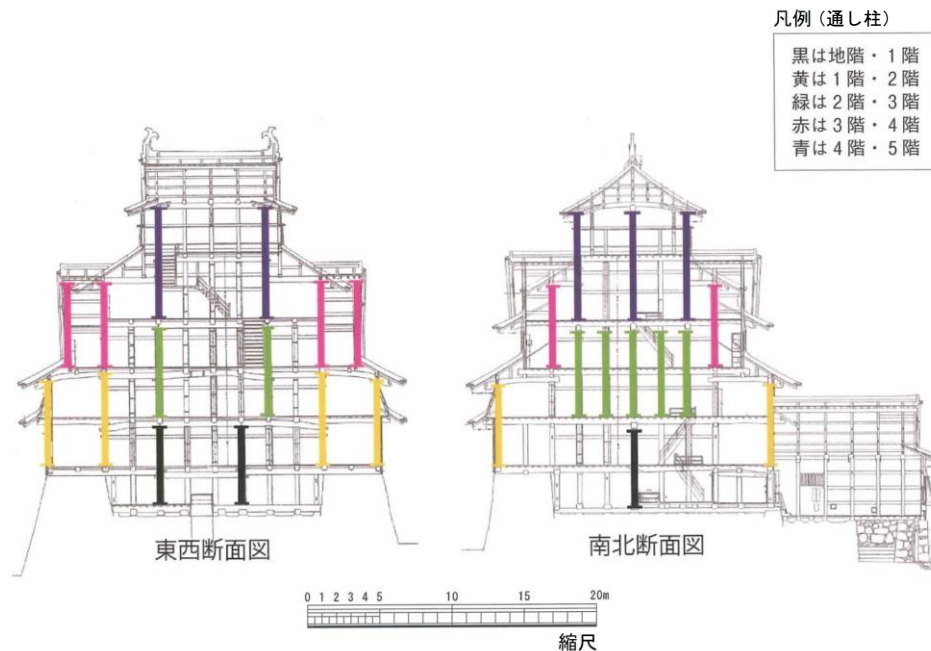 凡例（通し柱）
黒は地階・1階
黄は1階・2階
緑は2階・3階
赤は3階・4階
青は4階・5階
東西断面図
南北断面図
0 1 2 3 4 5 10 15 20m
縮尺